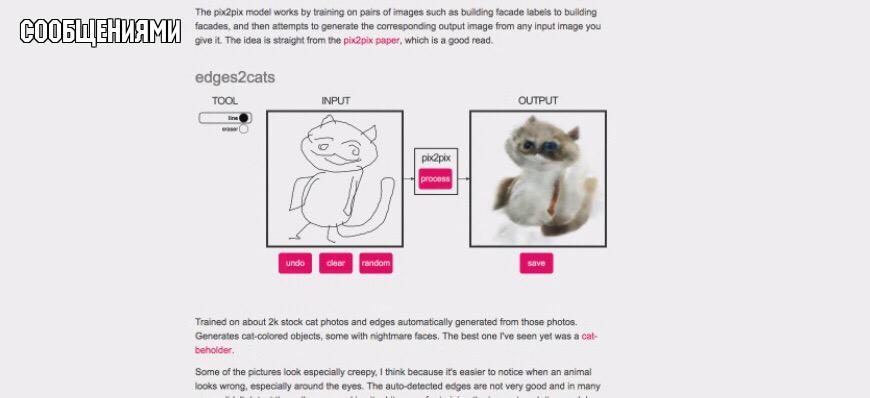 The pix2pix model works by training on pairs of images such as building facade labels to building
facades, and then attempts to generate the corresponding output image from any input image you
give it. The idea is straight from the pix2pix paper, which is a good read.
СООБЩЕНИЯМИ
edges2cats
TOOL
line
eraser
INPUT
undo
clear
random
pix2pix
process
OUTPUT
save
Trained on about 2k stock cat photos and edges automatically generated from those photos.
Generates cat-colored objects, some with nightmare faces. The best one I've seen yet was a cat-
beholder.
Some of the pictures look especially creepy, I think because it's easier to notice when an animal
looks wrong, especially around the eyes. The auto-detected edges are not very good and in many